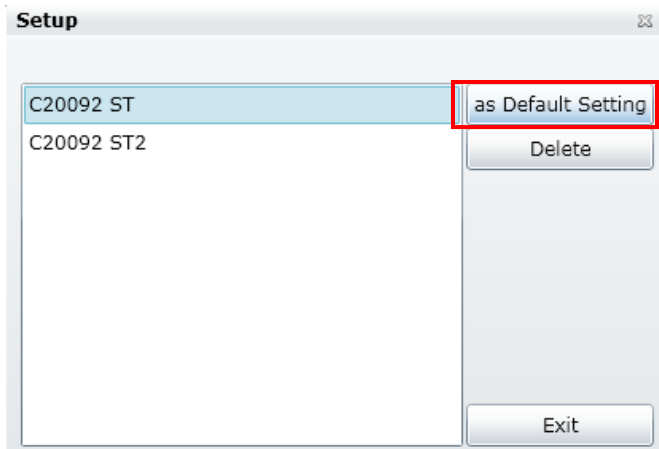 Setup
C20092 ST
as Default Setting
C20092 ST2
Delete
Exit